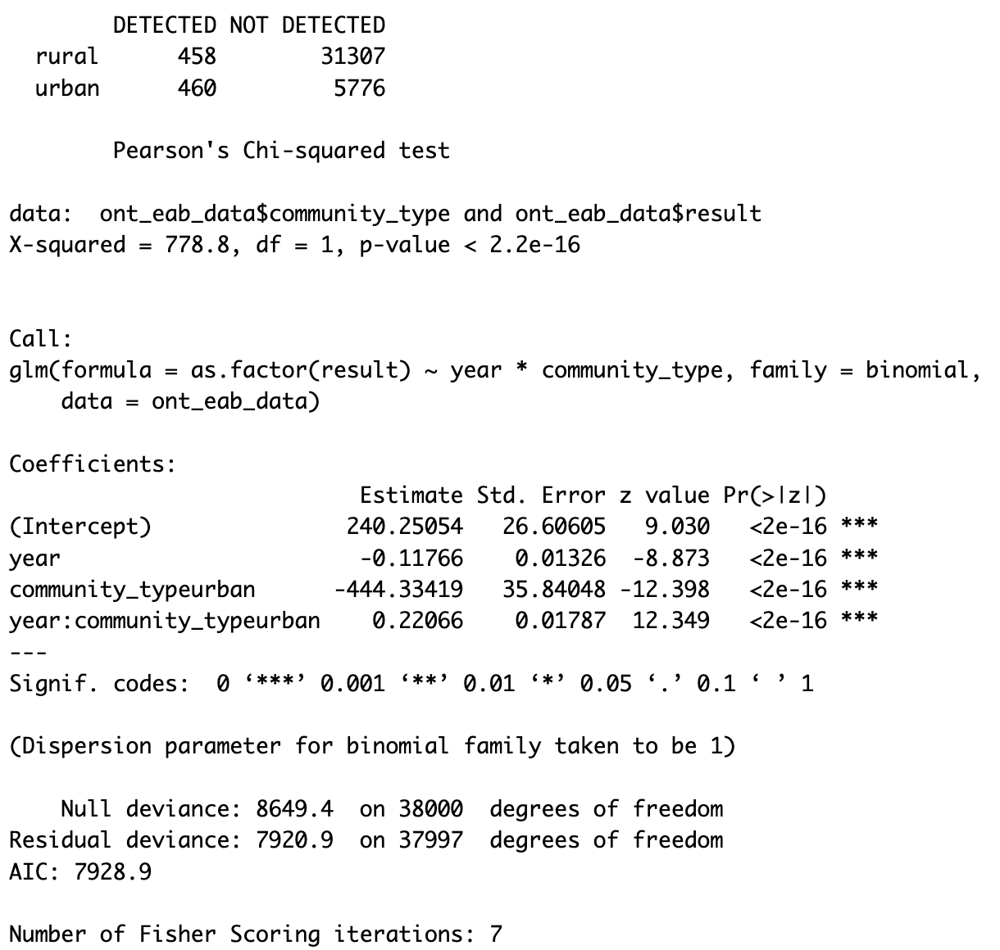 DETECTED NOT DETECTED
rural 458 31307
urban 460 5776
Pearson's Chi-squared test
data: ont_eab_data$community_type and ont_eab_data$result
X-squared = 778.8, df = 1, p-value < 2.2e-16
Call:
glm(formula = as.factor(result) ~ year * community_type, family = binomial,
data = ont_eab_data)
Coefficients:
Estimate Std. Error z value Pr(>|z|)
(Intercept) 240.25054 26.60605 9.030 <2e-16 ***
year -0.11766 0.01326 -8.873 <2e-16 ***
community_typeurban -444.33419 35.84048 -12.398 <2e-16 ***
year:community_typeurban 0.22066 0.01787 12.349 <2e-16 ***
---
Signif. codes: 0 ‘***’ 0.001 ‘**’ 0.01 ‘*’ 0.05 ‘.’ 0.1 ‘ ’ 1
(Dispersion parameter for binomial family taken to be 1)
Null deviance: 8649.4 on 38000 degrees of freedom
Residual deviance: 7920.9 on 37997 degrees of freedom
AIC: 7928.9
Number of Fisher Scoring iterations: 7